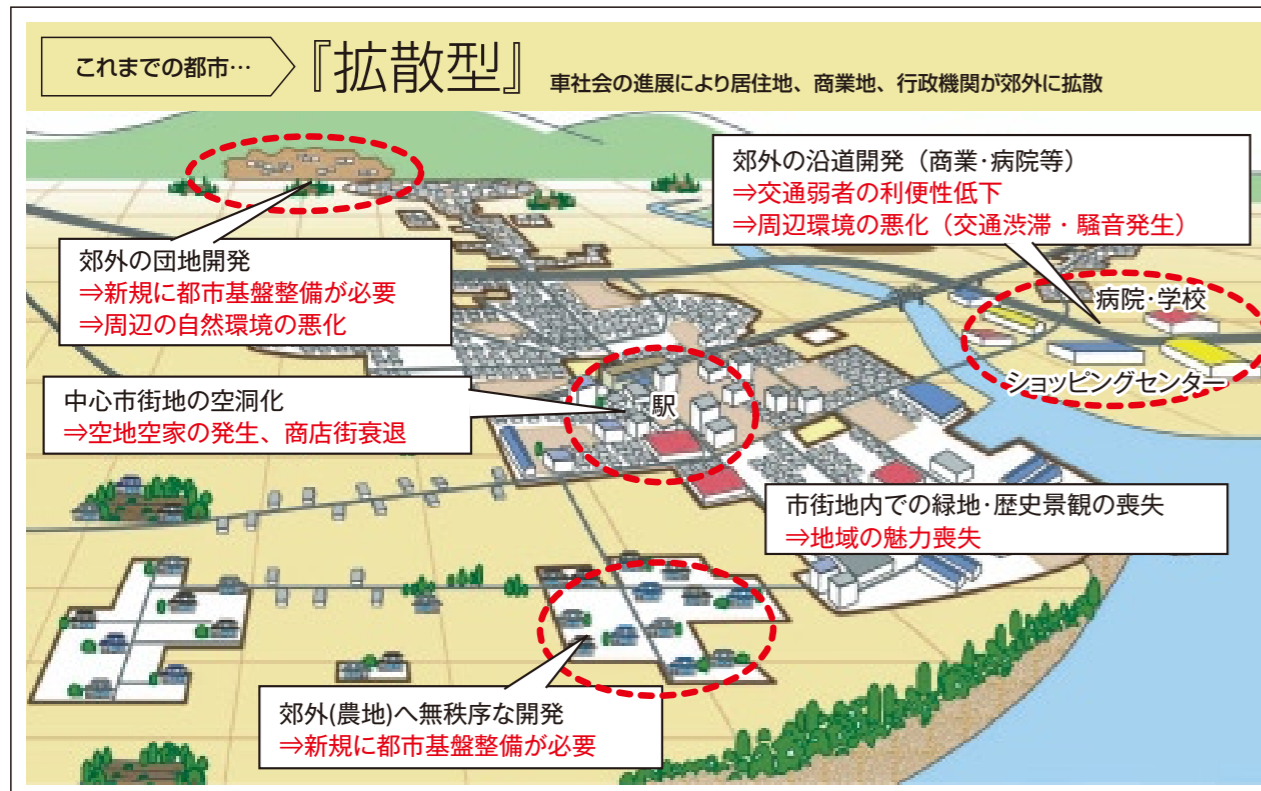 これまでの都市…
『拡散型』
車社会の進展により居住地、商業地、行政機関が郊外に拡散
郊外の沿道開発（商業･病院等）
⇒交通弱者の利便性低下
⇒周辺環境の悪化（交通渋滞・騒音発生）
郊外の団地開発
⇒新規に都市基盤整備が必要
⇒周辺の自然環境の悪化
病院･学校
ショッピングセンター
中心市街地の空洞化
⇒空地空家の発生、商店街衰退
駅
市街地内での緑地･歴史景観の喪失
⇒地域の魅力喪失
郊外(農地)へ無秩序な開発
⇒新規に都市基盤整備が必要